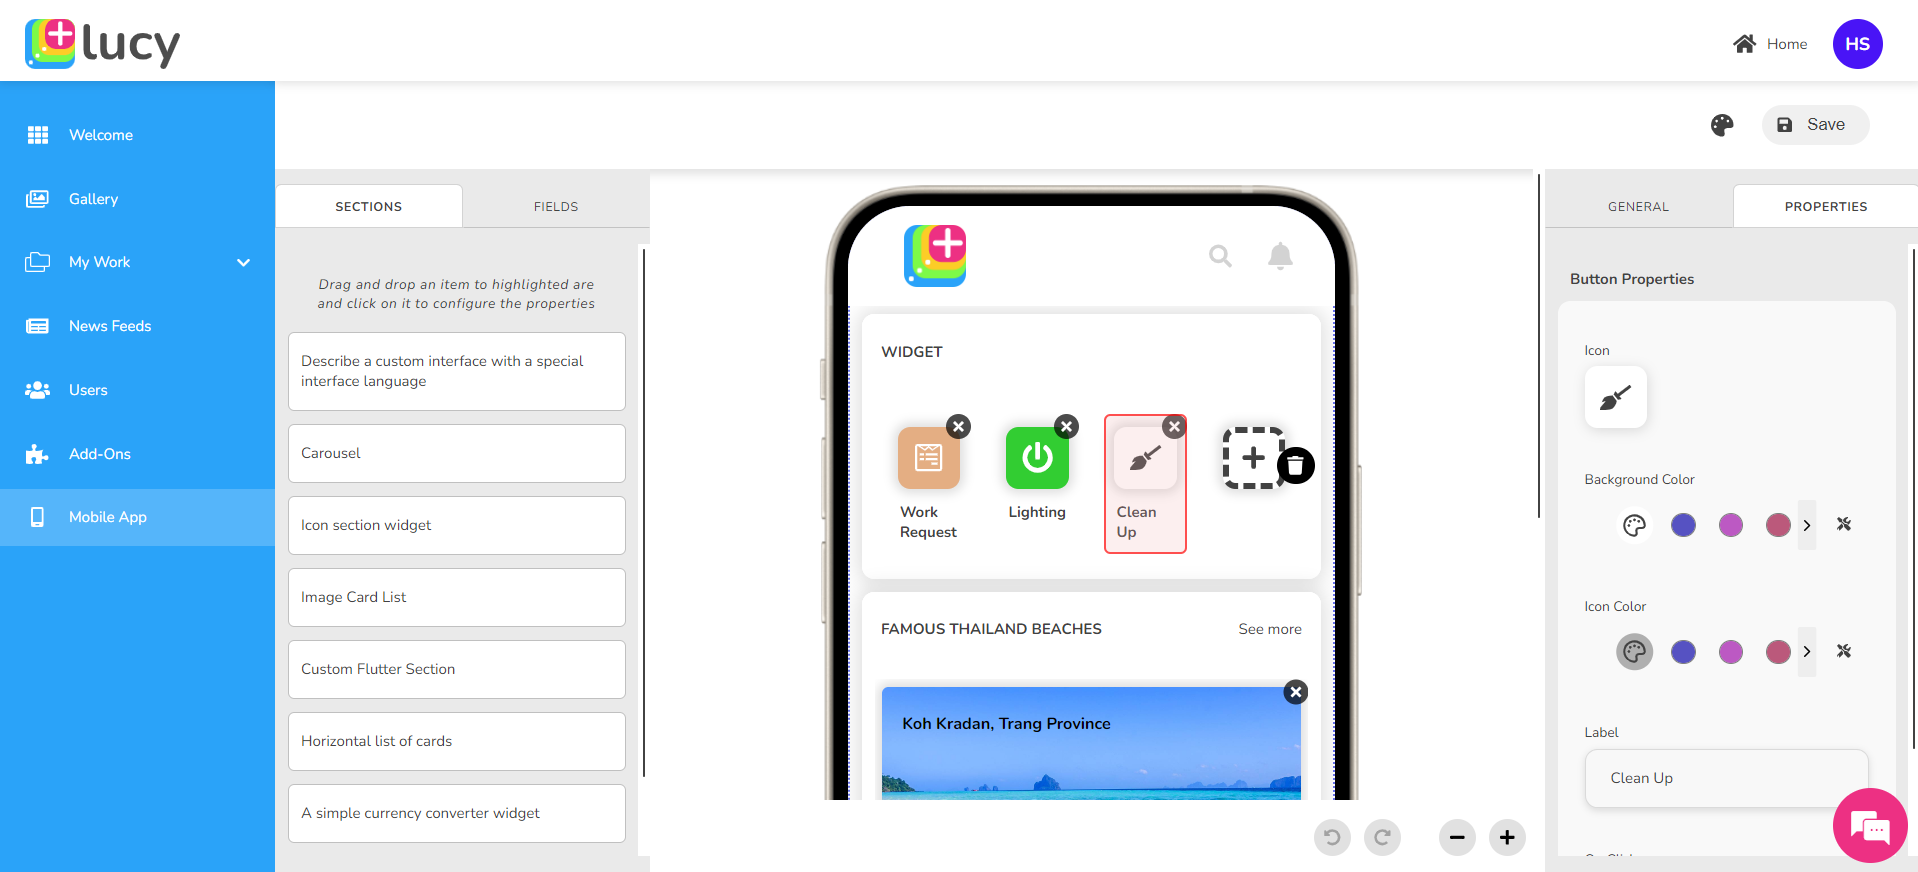 lucy
Home
HS
Save
Welcome
Gallery
My Work
News Feeds
Users
Add-Ons
Mobile App
SECTIONS
FIELDS
Drag and drop an item to highlighted are
and click on it to configure the properties
Describe a custom interface with a special
interface language
Carousel
Icon section widget
Image Card List
Custom Flutter Section
Horizontal list of cards
A simple currency converter widget
WIDGET
Work
Request
Lighting
Clean
Up
FAMOUS THAILAND BEACHES
See more
Koh Kradan, Trang Province
GENERAL
PROPERTIES
Button Properties
Icon
Background Color
Icon Color
Label
Clean Up